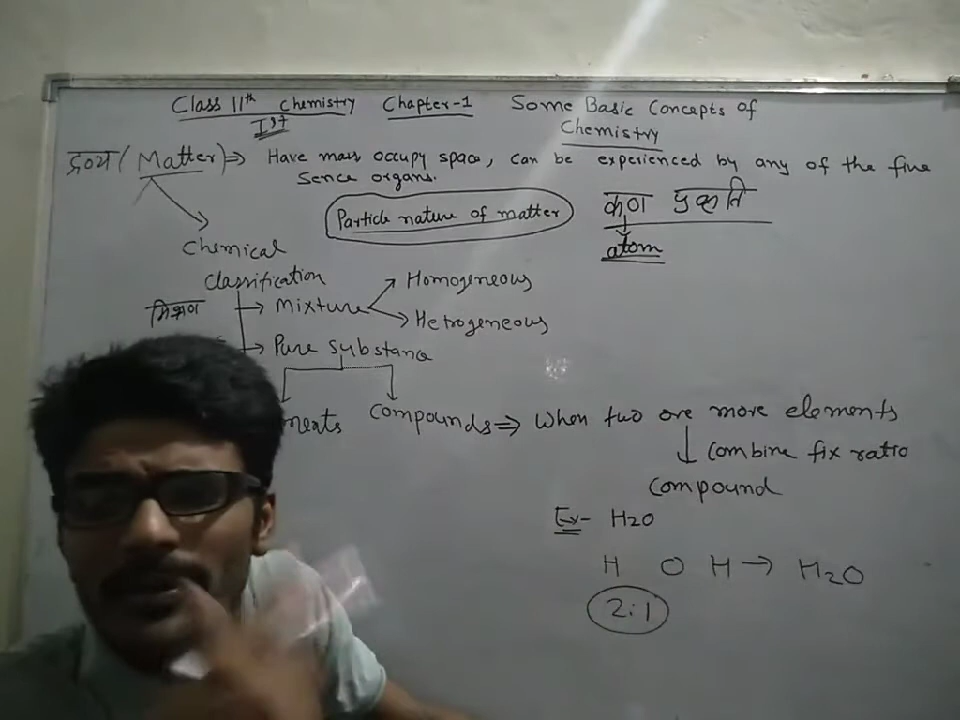 Class 11th Chemistry Chapter-1 Some Basic Concepts of
Ist Chemistry
द्रव्य (Matter) ⇒ Have mass occupy space, can be experienced by any of the five
sence organs.
Particle nature of matter कण प्रकृति
atom
Chemical
classification
मिश्रण → Mixture → Homogeneous
→ Hetrogeneous
→ Pure substance
ments Compounds ⇒ When two ore more elements
↓ combine fix ratio
Compound
Ex- H2O
H O H → H2O
2:1